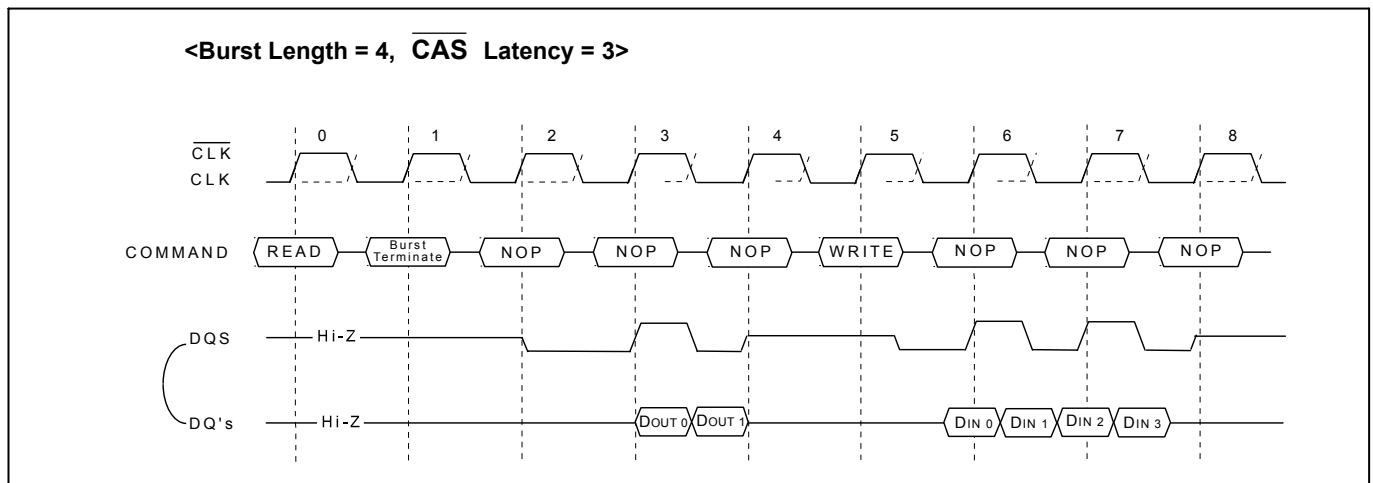 <Burst Length = 4, CAS Latency = 3>
0 1 2 3 4 5 6 7 8
CLK
CLK
COMMAND READ Burst Terminate NOP NOP NOP WRITE NOP NOP NOP
DQS Hi-Z
DQ's Hi-Z DOUT 0 DOUT 1 DIN 0 DIN 1 DIN 2 DIN 3